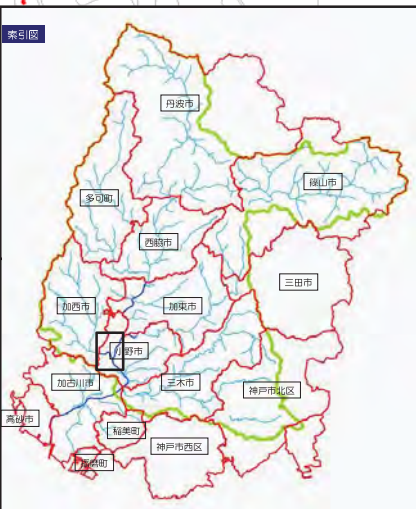 索引図
丹波市
篠山市
多可町
西脇市
三田市
加西市
加東市
小野市
加古川市
三木市
神戸市北区
高砂市
稲美町
神戸市西区
播磨町